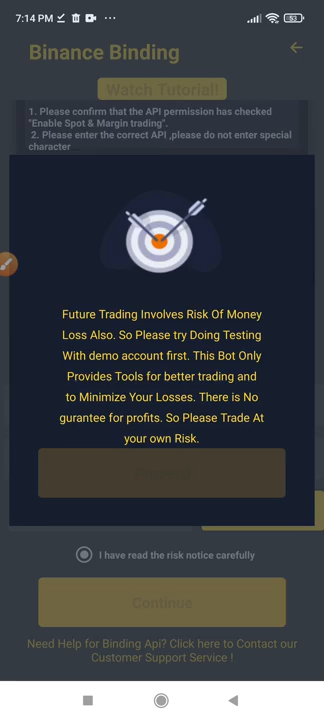 7:14 PM
53
Binance Binding
Watch Tutorial!
1. Please confirm that the API permission has checked
"Enable Spot & Margin trading".
2. Please enter the correct API ,please do not enter special
character
Future Trading Involves Risk Of Money
Loss Also. So Please try Doing Testing
With demo account first. This Bot Only
Provides Tools for better trading and
to Minimize Your Losses. There is No
gurantee for profits. So Please Trade At
your own Risk.
I have read the risk notice carefully
Continue
Need Help for Binding Api? Click here to Contact our
Customer Support Service !